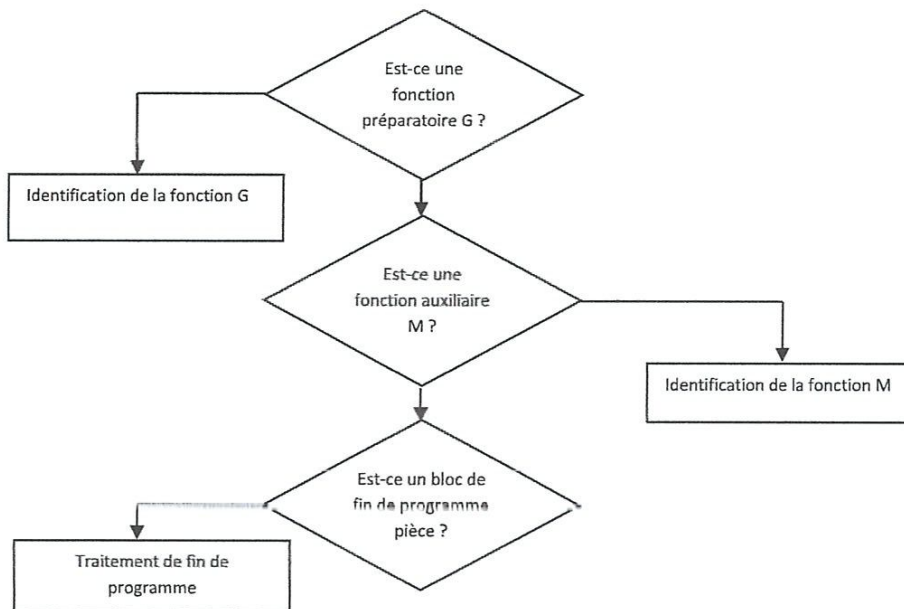 Est-ce une
fonction
préparatoire G ?
Identification de la fonction G
Est-ce une
fonction auxiliaire
M ?
Identification de la fonction M
Est-ce un bloc de
fin de programme
pièce ?
Traitement de fin de
programme